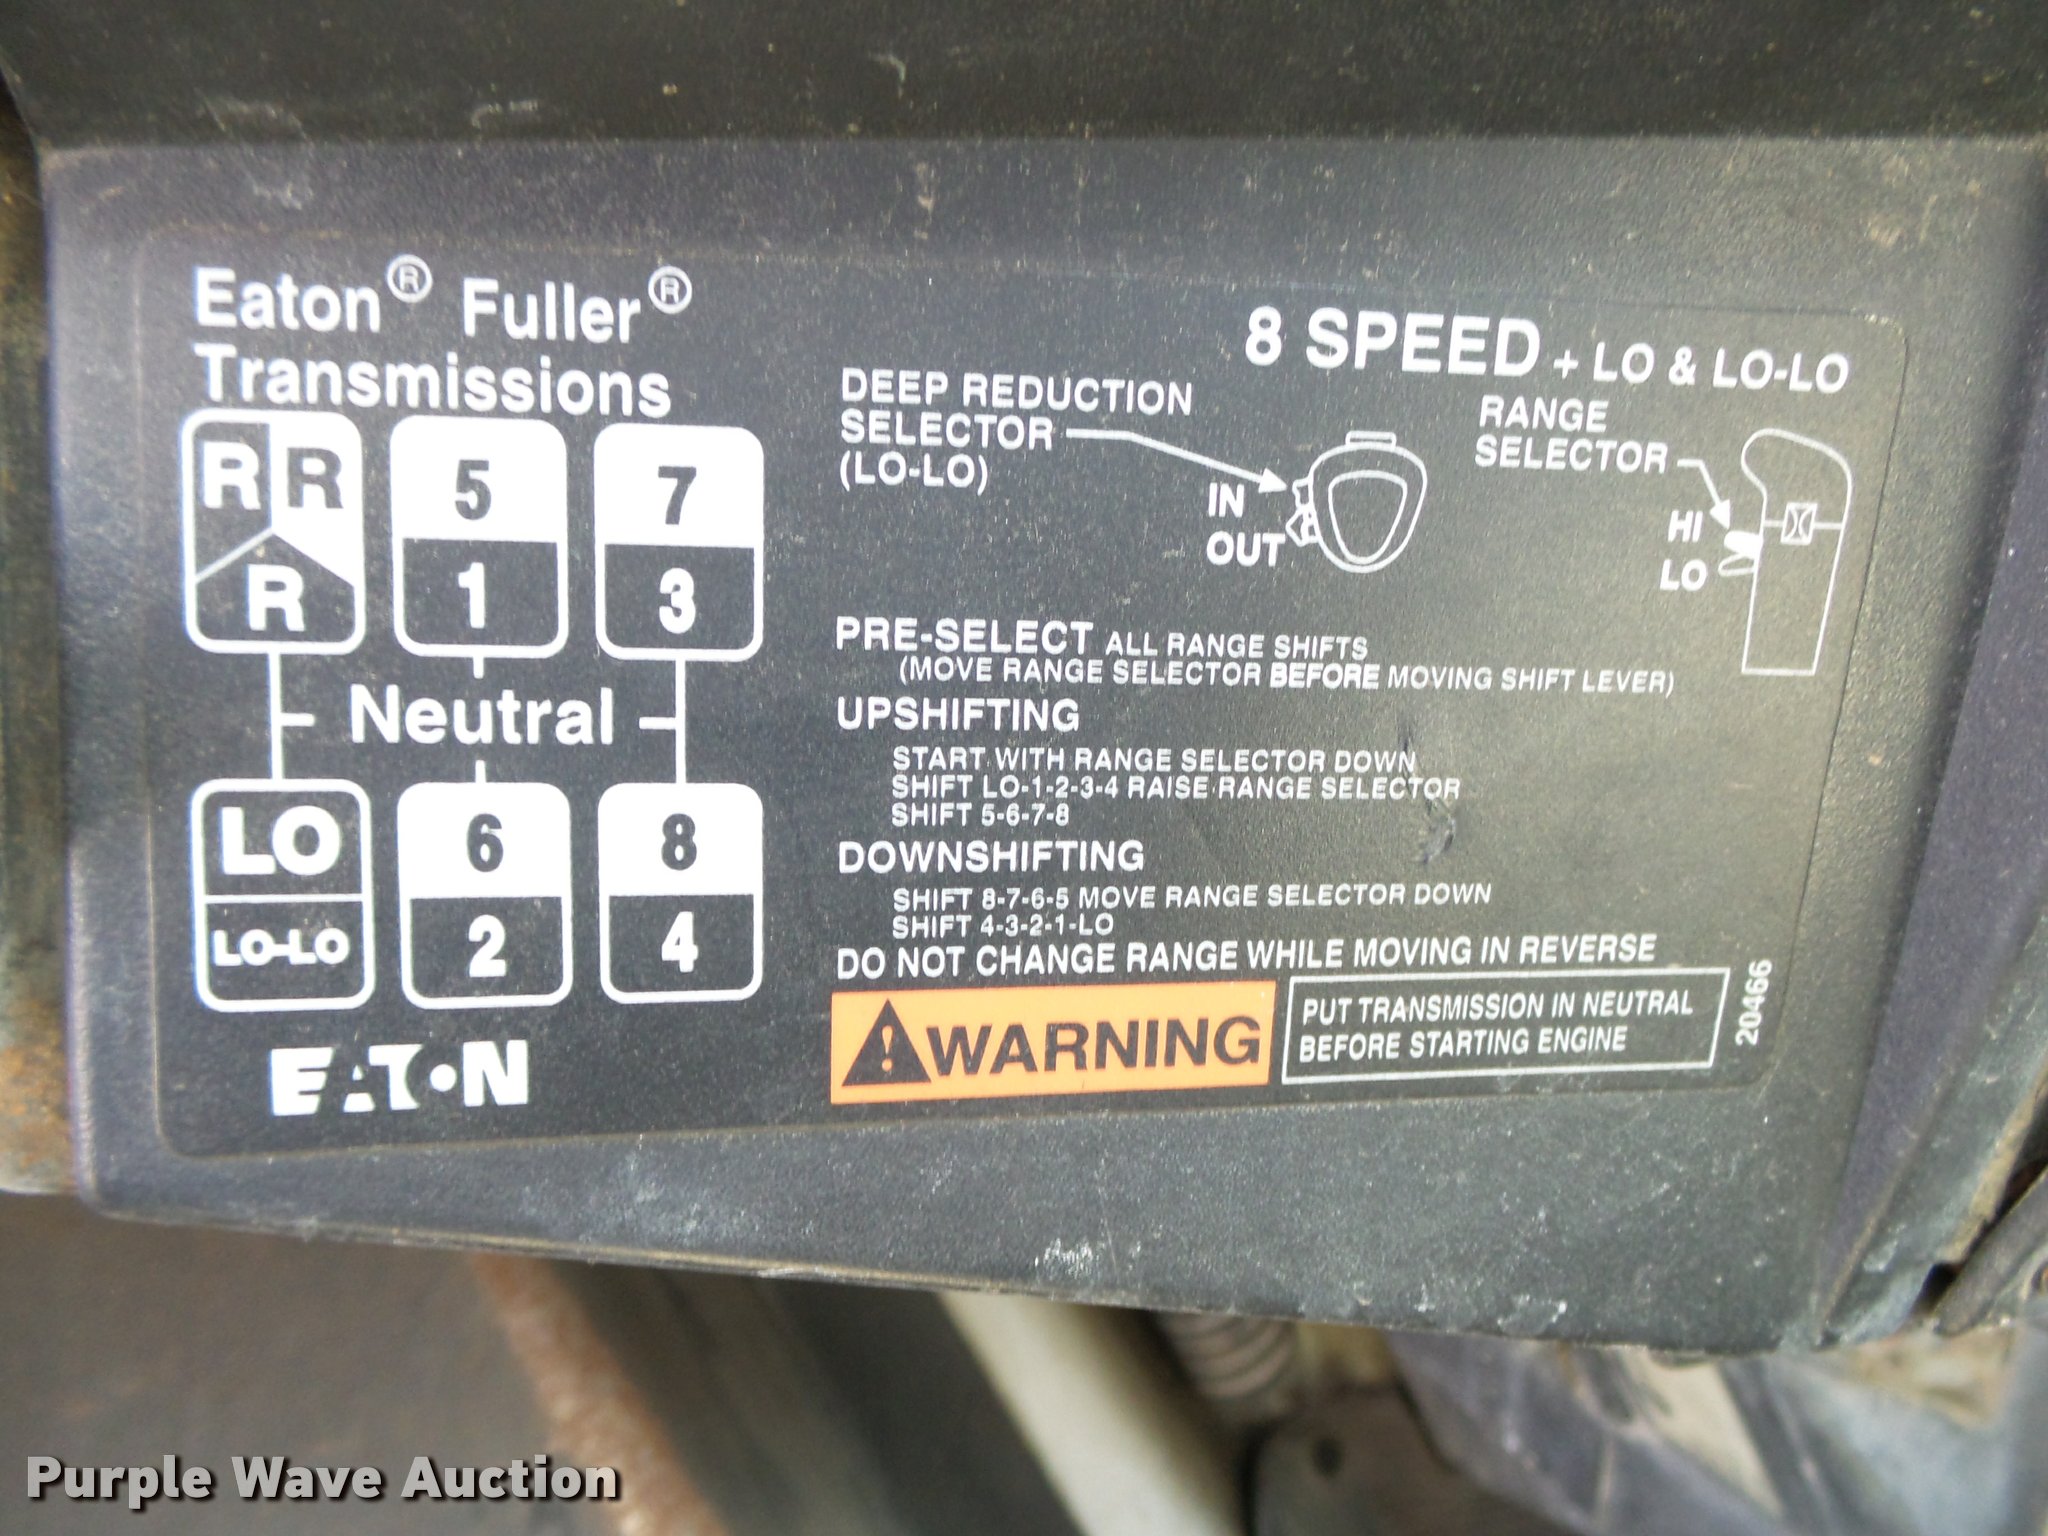 Eaton® Fuller®
Transmissions
R R
R
5
1
7
3
Neutral
LO
LO-LO
6
2
8
4
EATON
8 SPEED + LO & LO-LO
DEEP REDUCTION
SELECTOR
(LO-LO)
IN
OUT
RANGE
SELECTOR
HI
LO
PRE-SELECT ALL RANGE SHIFTS
(MOVE RANGE SELECTOR BEFORE MOVING SHIFT LEVER)
UPSHIFTING
START WITH RANGE SELECTOR DOWN
SHIFT LO-1-2-3-4 RAISE RANGE SELECTOR
SHIFT 5-6-7-8
DOWNSHIFTING
SHIFT 8-7-6-5 MOVE RANGE SELECTOR DOWN
SHIFT 4-3-2-1-LO
DO NOT CHANGE RANGE WHILE MOVING IN REVERSE
WARNING
PUT TRANSMISSION IN NEUTRAL
BEFORE STARTING ENGINE
20466
Purple Wave Auction